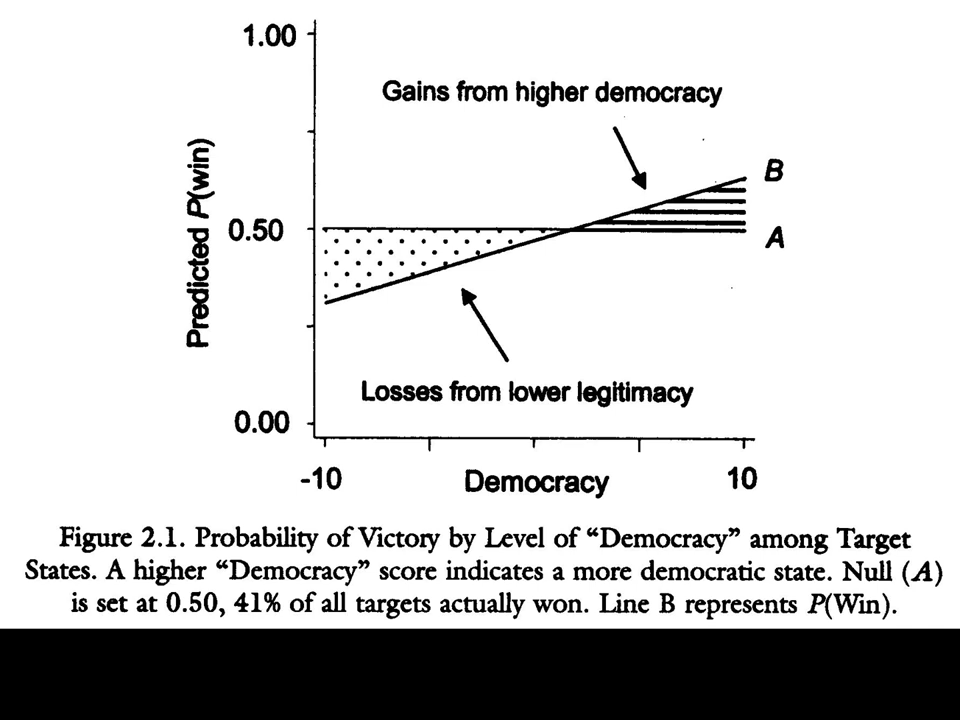 1.00
Gains from higher democracy
B
Predicted P(win)
0.50
A
Losses from lower legitimacy
0.00
-10
Democracy
10
Figure 2.1. Probability of Victory by Level of “Democracy” among Target
States. A higher “Democracy” score indicates a more democratic state. Null (A)
is set at 0.50, 41% of all targets actually won. Line B represents P(Win).